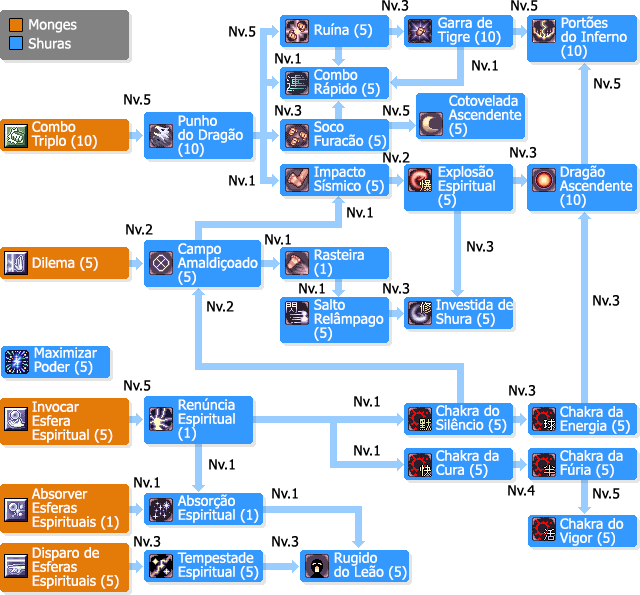 Monges
Shuras
Nv.3
Nv.5
Nv.5
Ruína (5)
Garra de
Tigre (10)
Portões
do Inferno
(10)
Nv.1
Nv.1
Nv.5
Nv.5
Combo
Rápido (5)
Combo
Triplo (10)
Punho
do Dragão
(10)
Nv.3
Nv.5
Soco
Furacão (5)
Cotovelada
Ascendente
(5)
Nv.2
Nv.3
Nv.1
Impacto
Sísmico (5)
Explosão
Espiritual
(5)
Dragão
Ascendente
(10)
Nv.1
Nv.2
Nv.1
Nv.3
Dilema (5)
Campo
Amaldiçoado
(5)
Rasteira
(1)
Nv.1
Nv.3
Nv.2
Nv.3
Salto
Relâmpago
(5)
Investida de
Shura (5)
閃
修
爆
Maximizar
Poder (5)
Nv.5
Nv.1
Nv.3
Invocar
Esfera
Espiritual (5)
Renúncia
Espiritual
(1)
Chakra do
Silêncio (5)
Chakra da
Energia (5)
默
球
Nv.1
Nv.1
Chakra da
Cura (5)
Chakra da
Fúria (5)
快
Nv.4
Nv.5
Nv.1
Nv.1
Absorver
Esferas
Espirituais (1)
Absorção
Espiritual (1)
Chakra do
Vigor (5)
活
Nv.3
Nv.3
Disparo de
Esferas
Espirituais (5)
Tempestade
Espiritual (5)
Rugido
do Leão (5)